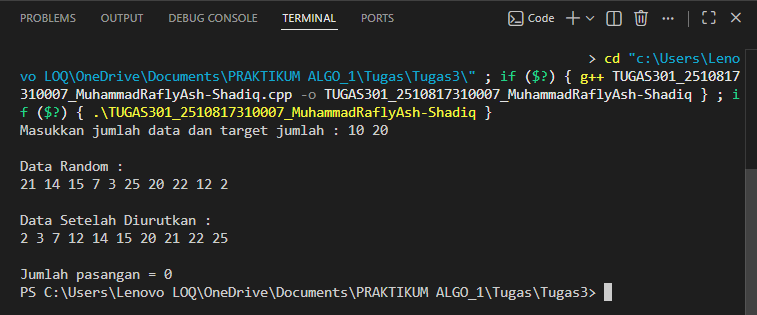 PROBLEMS OUTPUT DEBUG CONSOLE TERMINAL PORTS Code
> cd "c:\Users\Leno
vo LOQ\OneDrive\Documents\PRAKTIKUM ALGO_1\Tugas\Tugas3\" ; if ($?) { g++ TUGAS301_2510817
310007_MuhammadRaflyAsh-Shadiq.cpp -o TUGAS301_2510817310007_MuhammadRaflyAsh-Shadiq } ; i
f ($?) { .\TUGAS301_2510817310007_MuhammadRaflyAsh-Shadiq }
Masukkan jumlah data dan target jumlah : 10 20
Data Random :
21 14 15 7 3 25 20 22 12 2
Data Setelah Diurutkan :
2 3 7 12 14 15 20 21 22 25
Jumlah pasangan = 0
PS C:\Users\Lenovo LOQ\OneDrive\Documents\PRAKTIKUM ALGO_1\Tugas\Tugas3>